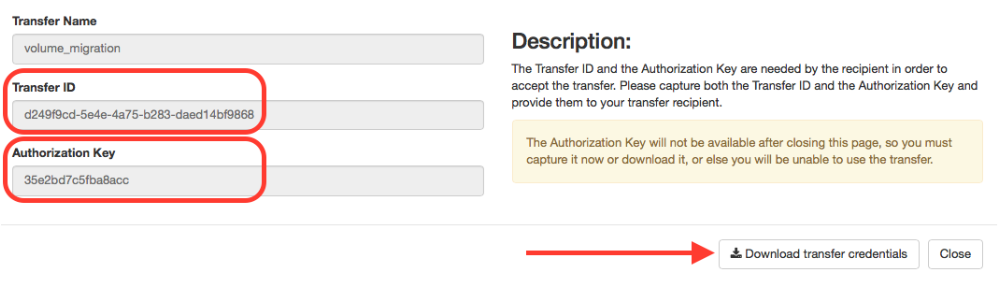 Transfer Name
volume_migration
Transfer ID
d249f9cd-5e4e-4a75-b283-daed14bf9868
Authorization Key
35e2bd7c5fba8acc
Description:
The Transfer ID and the Authorization Key are needed by the recipient in order to
accept the transfer. Please capture both the Transfer ID and the Authorization Key and
provide them to your transfer recipient.
The Authorization Key will not be available after closing this page, so you must
capture it now or download it, or else you will be unable to use the transfer.
Download transfer credentials
Close